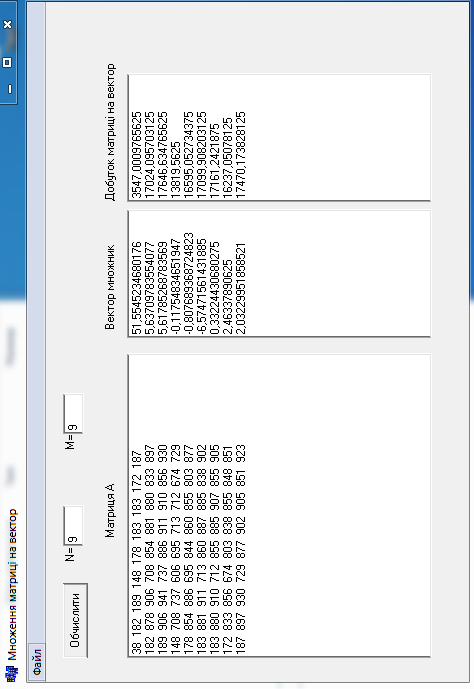 Множення матриці на вектор
Файл
Обчислити
N=
9
M=
9
Матриця A
38 182 189 148 178 183 183 172 187
182 878 906 708 854 881 880 833 897
189 906 941 737 886 911 910 856 930
148 708 737 606 695 713 712 674 729
178 854 886 695 844 860 855 803 877
183 881 911 713 860 887 885 838 902
183 880 910 712 855 885 907 855 905
172 833 856 674 803 838 855 848 851
187 897 930 729 877 902 905 851 923
Вектор множник
51,5545234680176
5,63709783554077
5,61785268783569
-0,11754834651947
-0,807689368724823
-6,57471561431885
0,33224430680275
2,46337890625
2,03229951858521
Добуток матриці на вектор
3547,0009765625
17024,095703125
17646,634765625
13819,5625
16595,052734375
17099,908203125
17161,2421875
16237,05078125
17470,173828125